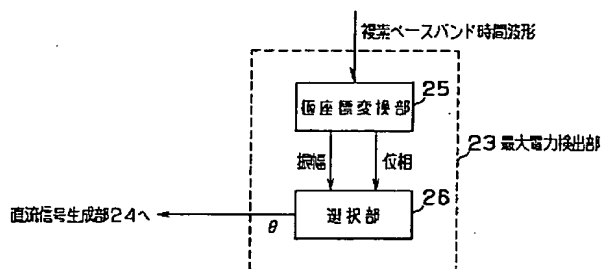 複素ベースバンド時間波形
25
極座標変換部
23 最大電力検出部
振幅
位相
26
選択部
直流信号生成部24へ
θ